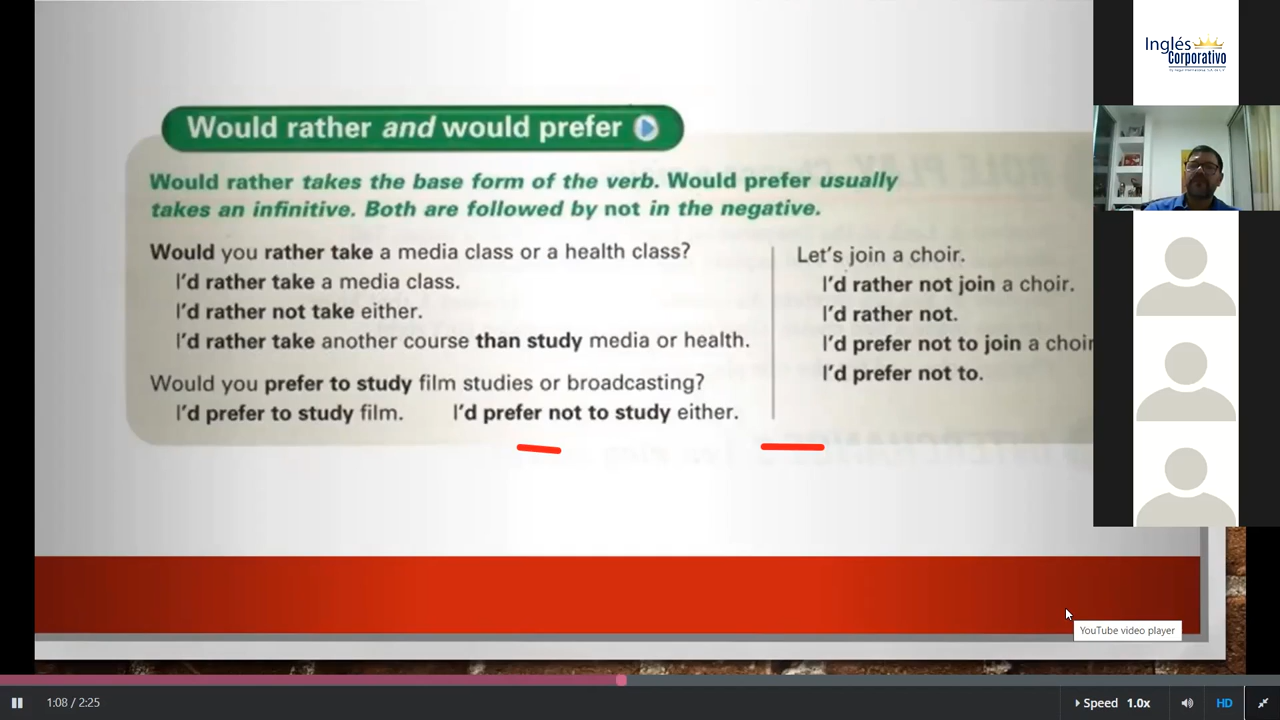 Inglés
Corporativo
Would rather and would prefer
Would rather takes the base form of the verb. Would prefer usually
takes an infinitive. Both are followed by not in the negative.
Would you rather take a media class or a health class?
I'd rather take a media class.
I'd rather not take either.
I'd rather take another course than study media or health.
Would you prefer to study film studies or broadcasting?
I'd prefer to study film. I'd prefer not to study either.
Let's join a choir.
I'd rather not join a choir.
I'd rather not.
I'd prefer not to join a choir
I'd prefer not to.
YouTube video player
1:08 / 2:25
Speed 1.0x
HD